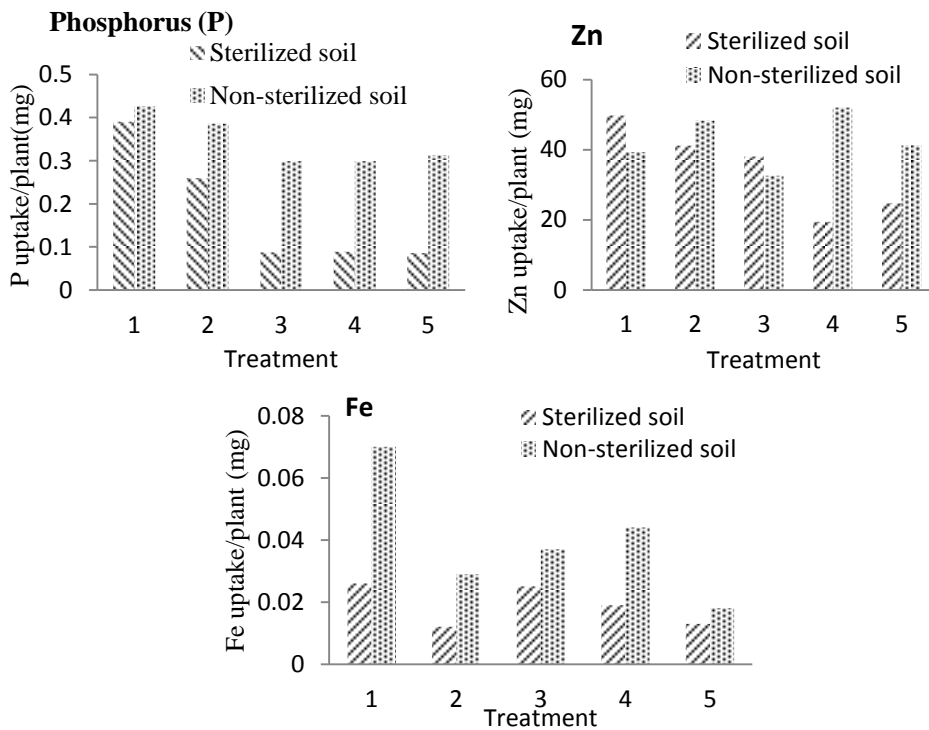 Phosphorus (P)
Sterilized soil
Non-sterilized soil
P uptake/plant(mg)
0.5
0.4
0.3
0.2
0.1
0
1 2 3 4 5
Treatment
Zn
Sterilized soil
Non-sterilized soil
Zn uptake/plant (mg)
60
40
20
0
1 2 3 4 5
Treatment
Fe
Sterilized soil
Non-sterilized soil
Fe uptake/plant (mg)
0.08
0.06
0.04
0.02
0
1 2 3 4 5
Treatment